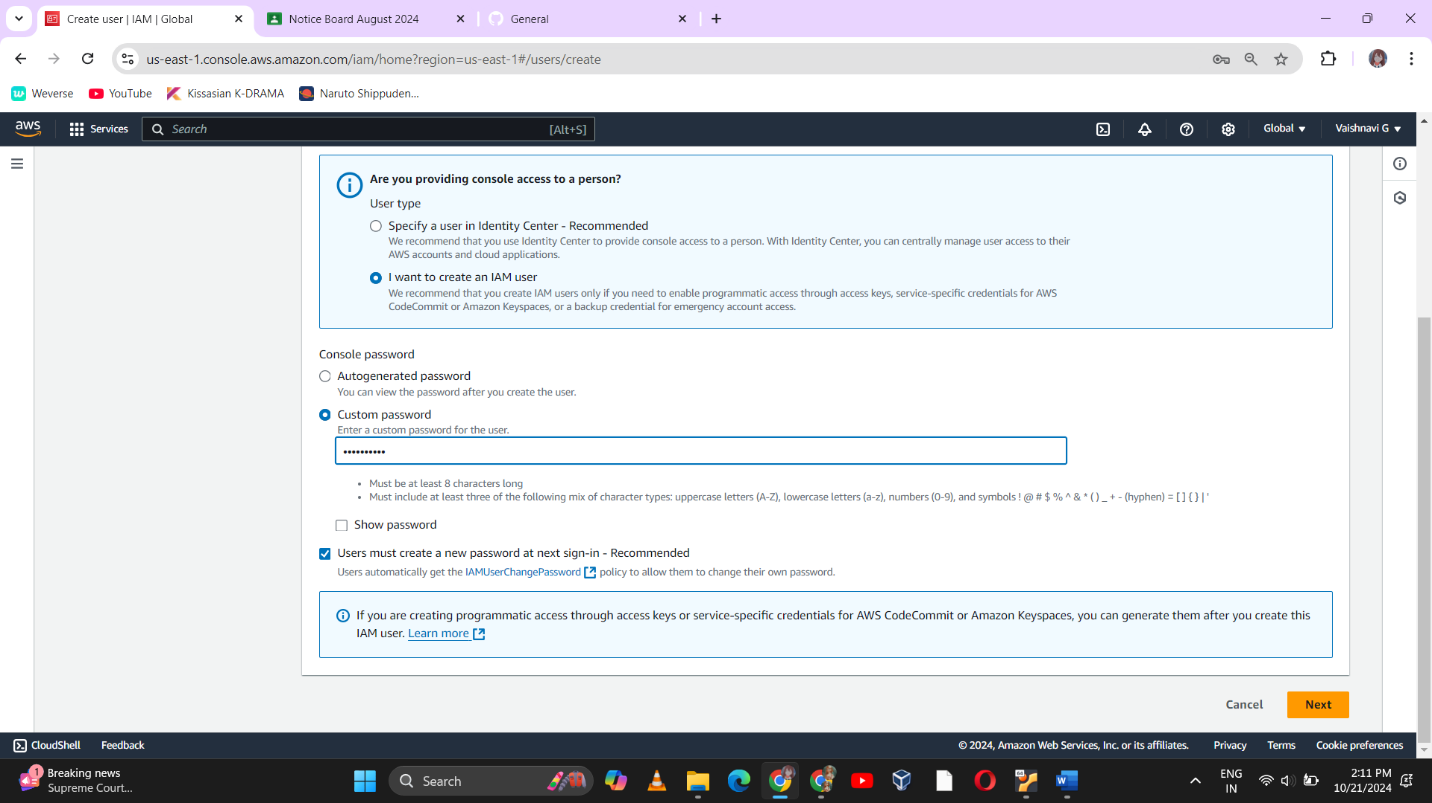 Create user | IAM | Global
Notice Board August 2024
General
us-east-1.console.aws.amazon.com/iam/home?region=us-east-1#/users/create
Weverse
YouTube
Kissasian K-DRAMA
Naruto Shippuden...
aws
Services
Search
[Alt+S]
Global
Vaishnavi G
Are you providing console access to a person?
User type
Specify a user in Identity Center - Recommended
We recommend that you use Identity Center to provide console access to a person. With Identity Center, you can centrally manage user access to their
AWS accounts and cloud applications.
I want to create an IAM user
We recommend that you create IAM users only if you need to enable programmatic access through access keys, service-specific credentials for AWS
CodeCommit or Amazon Keyspaces, or a backup credential for emergency account access.
Console password
Autogenerated password
You can view the password after you create the user.
Custom password
Enter a custom password for the user.
••••••••••
• Must be at least 8 characters long
• Must include at least three of the following mix of character types: uppercase letters (A-Z), lowercase letters (a-z), numbers (0-9), and symbols ! @ # $ % ^ & * ( ) _ + - (hyphen) = [ ] { } | '
Show password
Users must create a new password at next sign-in - Recommended
Users automatically get the IAMUserChangePassword policy to allow them to change their own password.
If you are creating programmatic access through access keys or service-specific credentials for AWS CodeCommit or Amazon Keyspaces, you can generate them after you create this
IAM user. Learn more
Cancel
Next
CloudShell
Feedback
© 2024, Amazon Web Services, Inc. or its affiliates.
Privacy
Terms
Cookie preferences
1
Breaking news
Supreme Court...
Search
ENG
IN
2:11 PM
10/21/2024